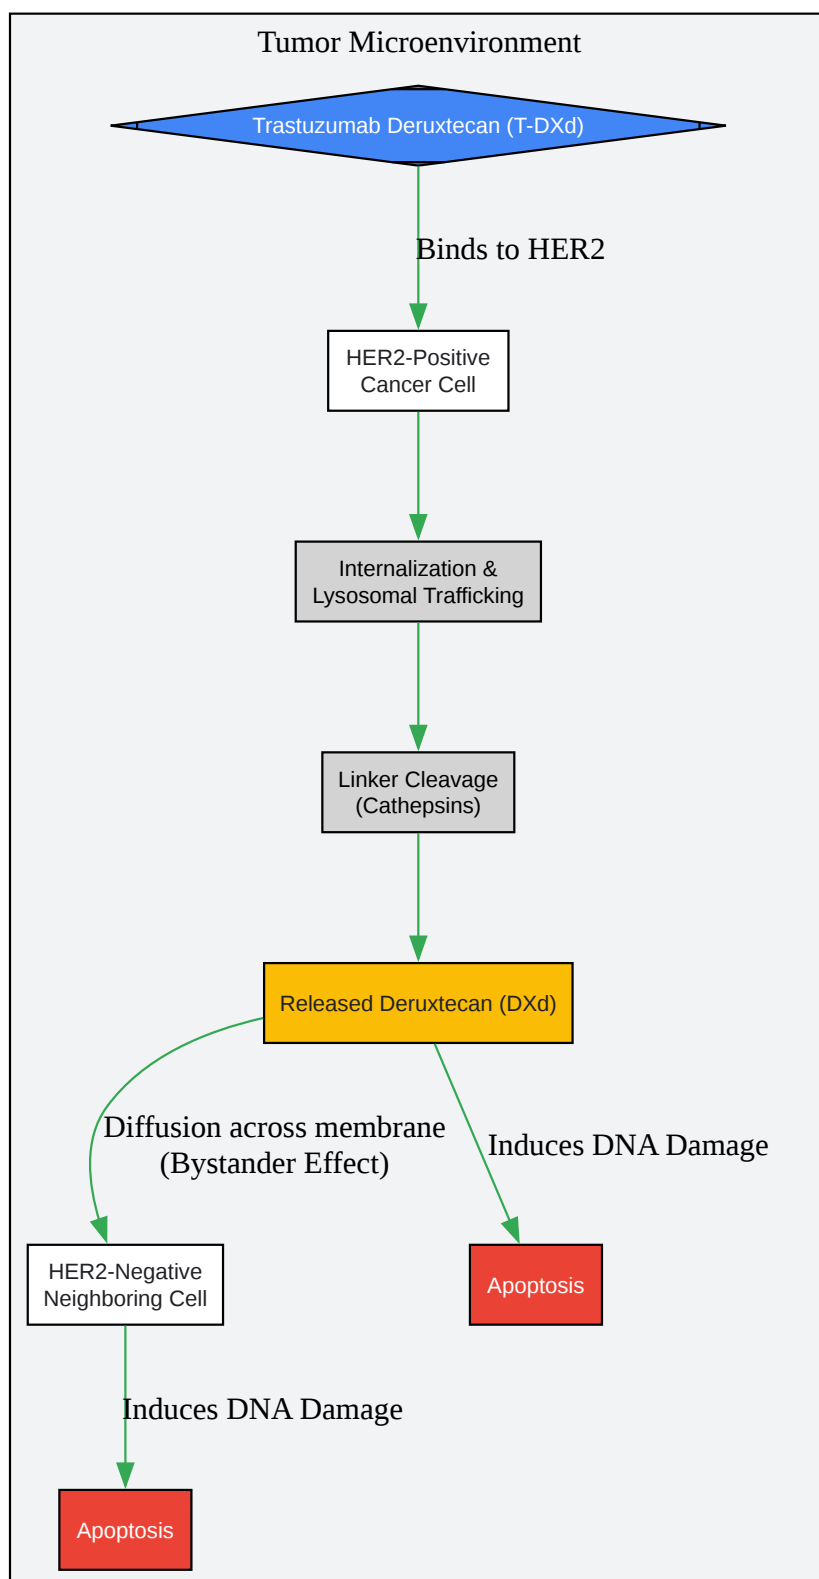 Tumor Microenvironment
Trastuzumab Deruxtecan (T-DXd)
Binds to HER2
HER2-Positive
Cancer Cell
Internalization &
Lysosomal Trafficking
Linker Cleavage
(Cathepsins)
Released Deruxtecan (DXd)
Diffusion across membrane
(Bystander Effect)
Induces DNA Damage
HER2-Negative
Neighboring Cell
Apoptosis
Induces DNA Damage
Apoptosis